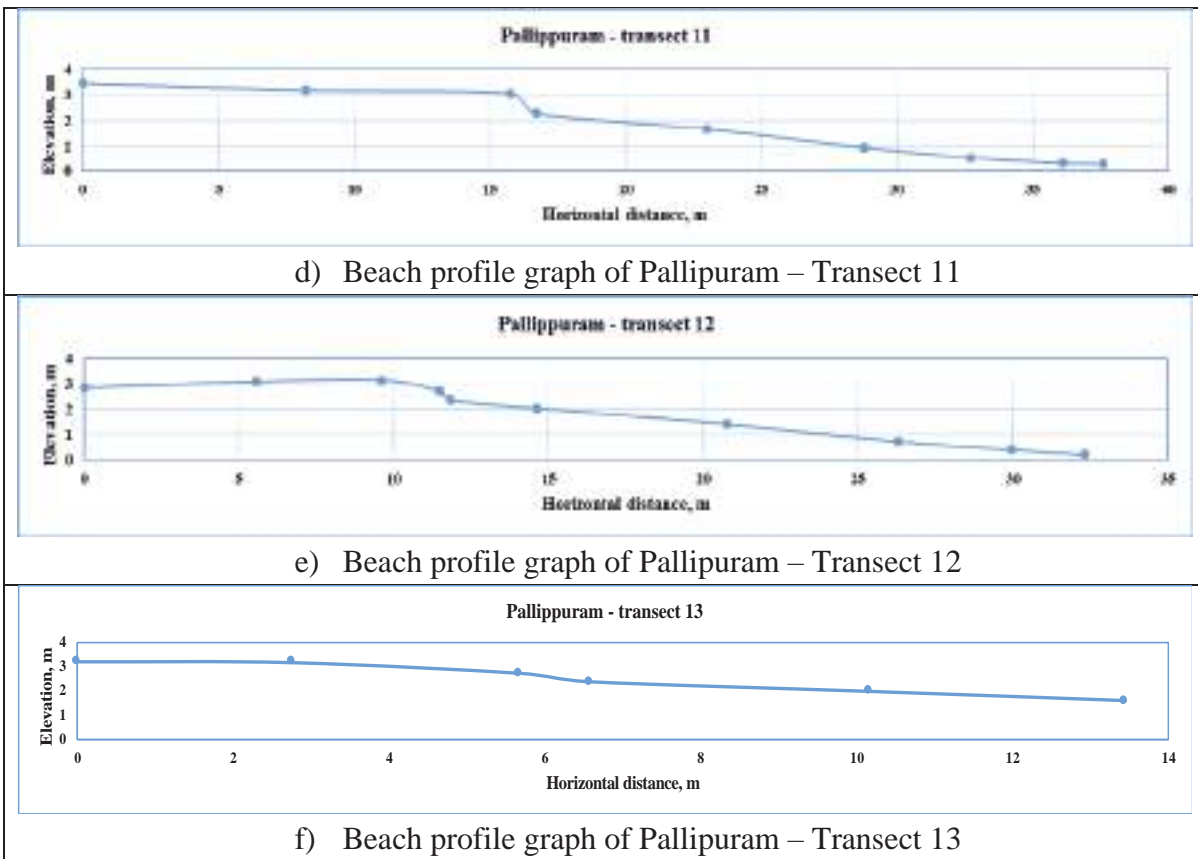 Pallippuram - transect 11
Elevation, m
4
3
2
1
0
0 5 10 15 20 25 30 35 40
Horizontal distance, m
d) Beach profile graph of Pallipuram – Transect 11
Pallippuram - transect 12
Elevation, m
4
3
2
1
0
0 5 10 15 20 25 30 35
Horizontal distance, m
e) Beach profile graph of Pallipuram – Transect 12
Pallippuram - transect 13
Elevation, m
4
3
2
1
0
0 2 4 6 8 10 12 14
Horizontal distance, m
f) Beach profile graph of Pallipuram – Transect 13